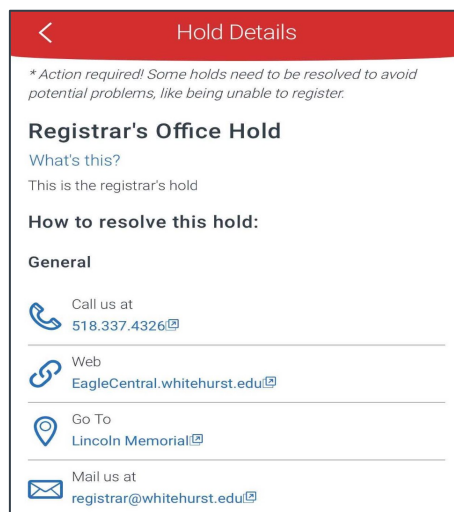 Hold Details
* Action required! Some holds need to be resolved to avoid
potential problems, like being unable to register.
Registrar's Office Hold
What's this?
This is the registrar's hold
How to resolve this hold:
General
Call us at
518.337.4326
Web
EagleCentral.whitehurst.edu
Go To
Lincoln Memorial
Mail us at
registrar@whitehurst.edu